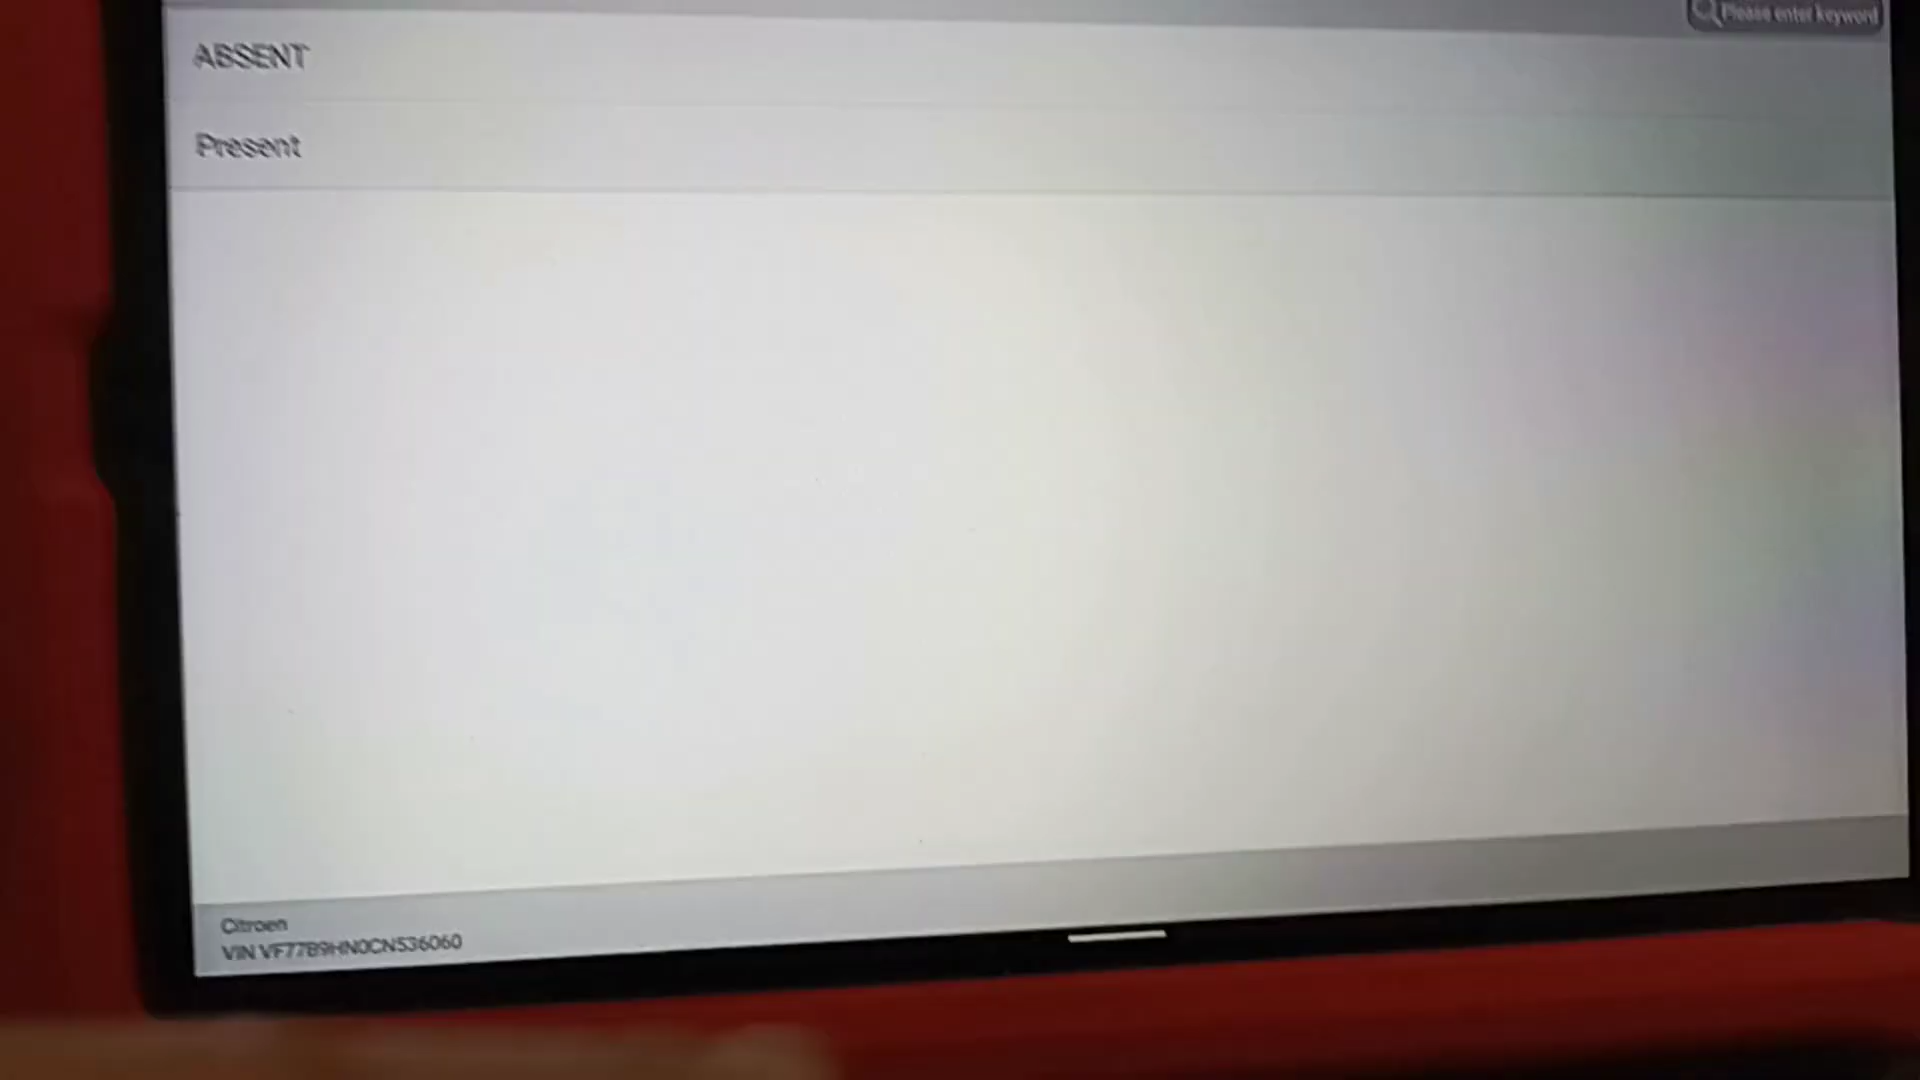 Please enter keyword
ABSENT
Present
Citroen
VIN VF77B9HN0CN536060